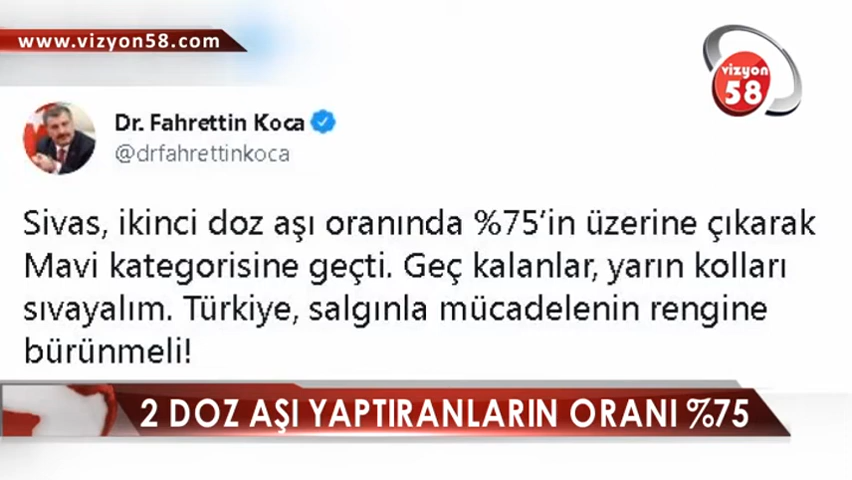 www.vizyon58.com
vizyon
58
Dr. Fahrettin Koca
@drfahrettinkoca
Sivas, ikinci doz aşı oranında %75'in üzerine çıkarak
Mavi kategorisine geçti. Geç kalanlar, yarın kolları
sıvayalım. Türkiye, salgınla mücadelenin rengine
bürünmeli!
2 DOZ AŞI YAPTIRANLARIN ORANI %75